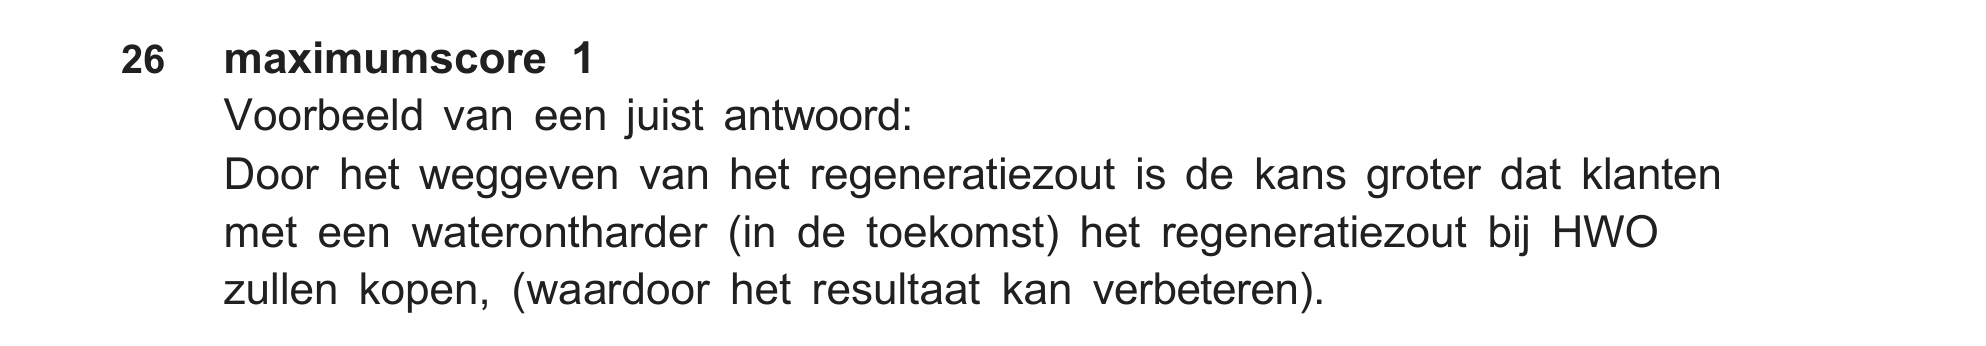 26 maximumscore 1
Voorbeeld van een juist antwoord:
Door het weggeven van het regeneratiezout is de kans groter dat klanten
met een waterontharder (in de toekomst) het regeneratiezout bij HWO
zullen kopen, (waardoor het resultaat kan verbeteren).